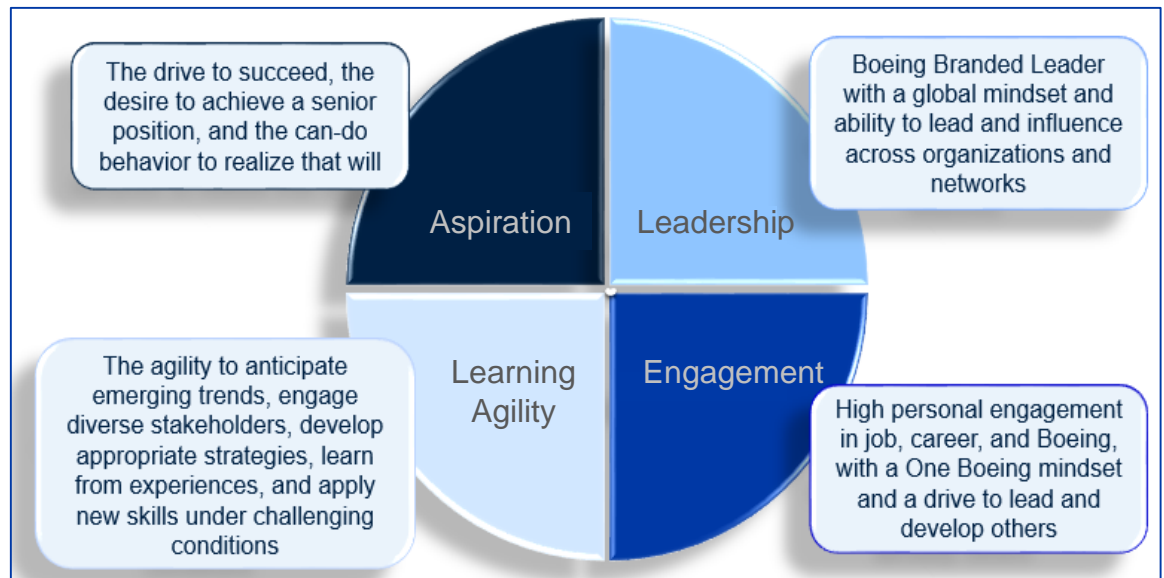 The drive to succeed, the
desire to achieve a senior
position, and the can-do
behavior to realize that will
Boeing Branded Leader
with a global mindset and
ability to lead and influence
across organizations and
networks
Aspiration
Leadership
Learning
Agility
Engagement
The agility to anticipate
emerging trends, engage
diverse stakeholders, develop
appropriate strategies, learn
from experiences, and apply
new skills under challenging
conditions
High personal engagement
in job, career, and Boeing,
with a One Boeing mindset
and a drive to lead and
develop others